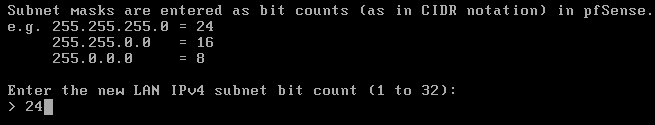 Subnet masks are entered as bit counts (as in CIDR notation) in pfSense.
e.g. 255.255.255.0 = 24
     255.255.0.0   = 16
     255.0.0.0     = 8
Enter the new LAN IPv4 subnet bit count (1 to 32):
> 24